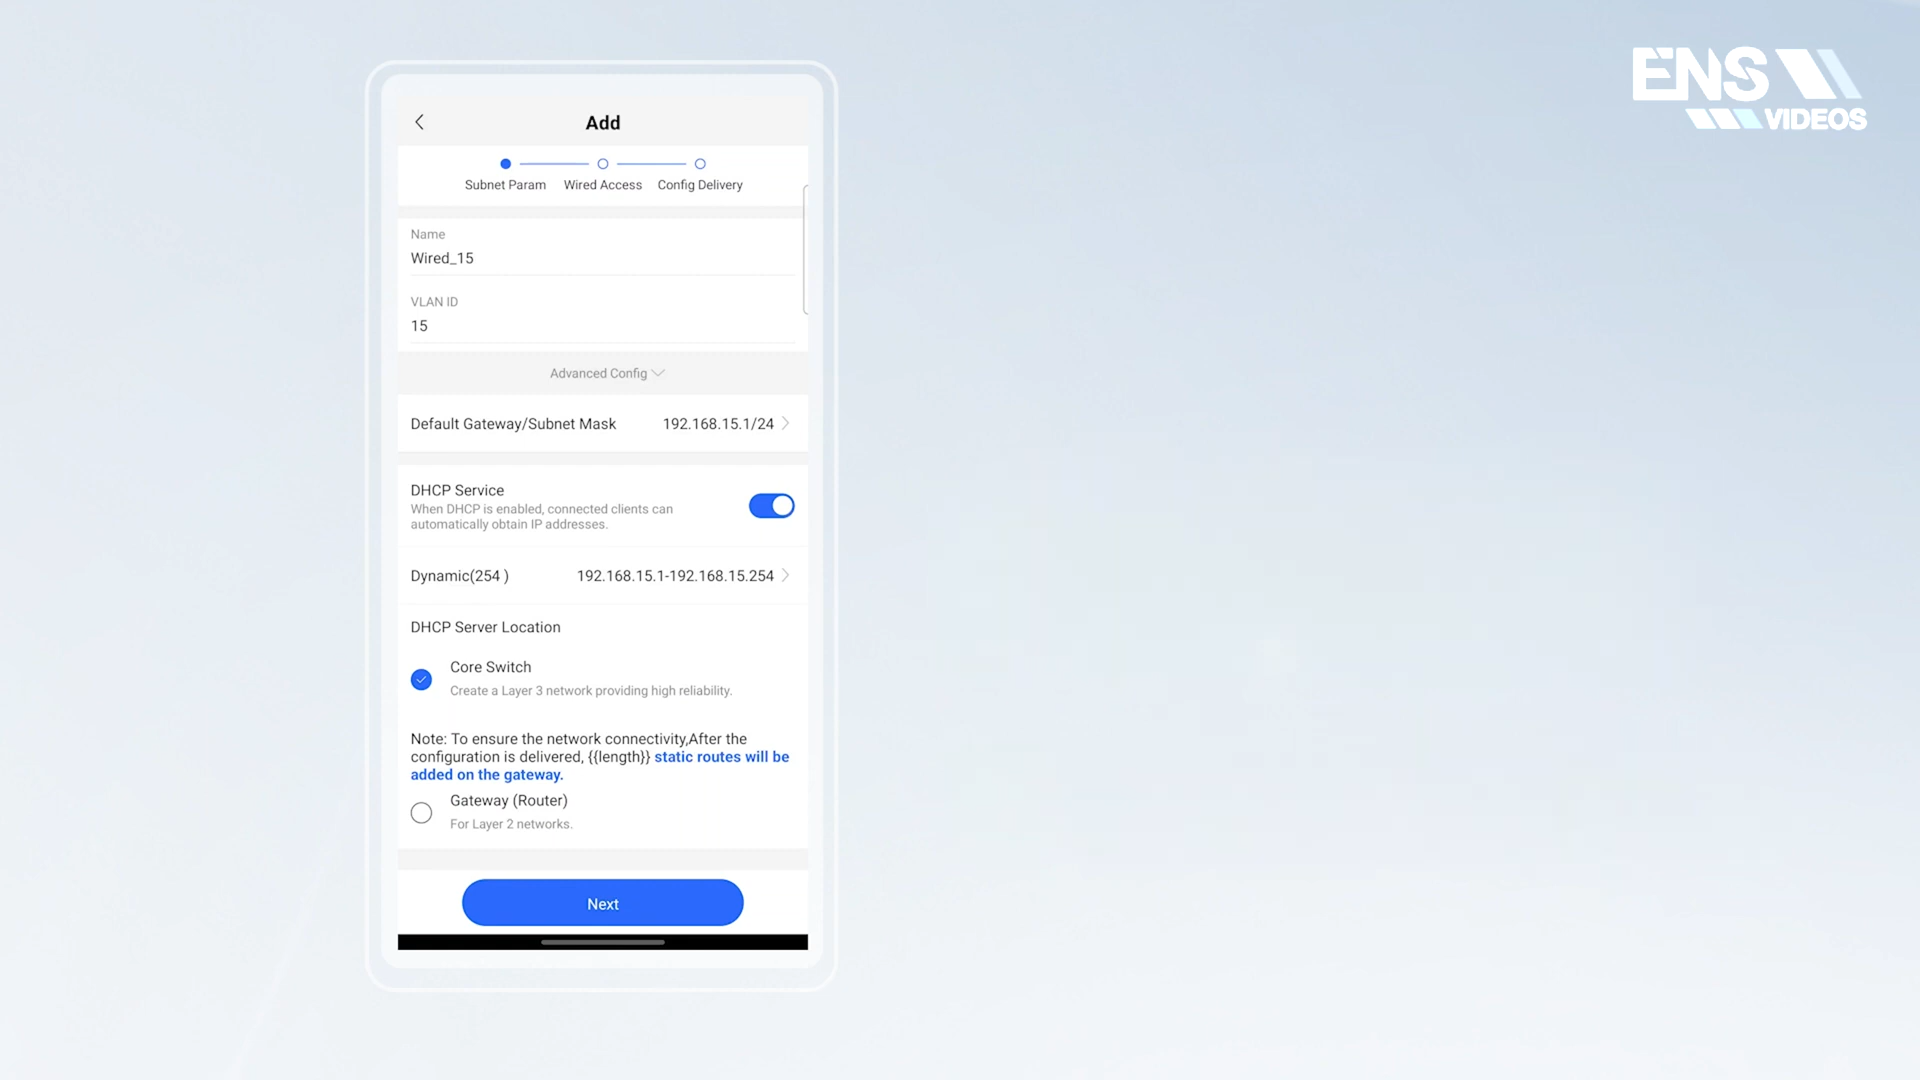 ENS
VIDEOS
Add
Subnet Param
Wired Access
Config Delivery
Name
Wired_15
VLAN ID
15
Advanced Config
Default Gateway/Subnet Mask 192.168.15.1/24
DHCP Service
When DHCP is enabled, connected clients can
automatically obtain IP addresses.
Dynamic(254 ) 192.168.15.1-192.168.15.254
DHCP Server Location
Core Switch
Create a Layer 3 network providing high reliability.
Note: To ensure the network connectivity,After the
configuration is delivered, {{length}} static routes will be
added on the gateway.
Gateway (Router)
For Layer 2 networks.
Next